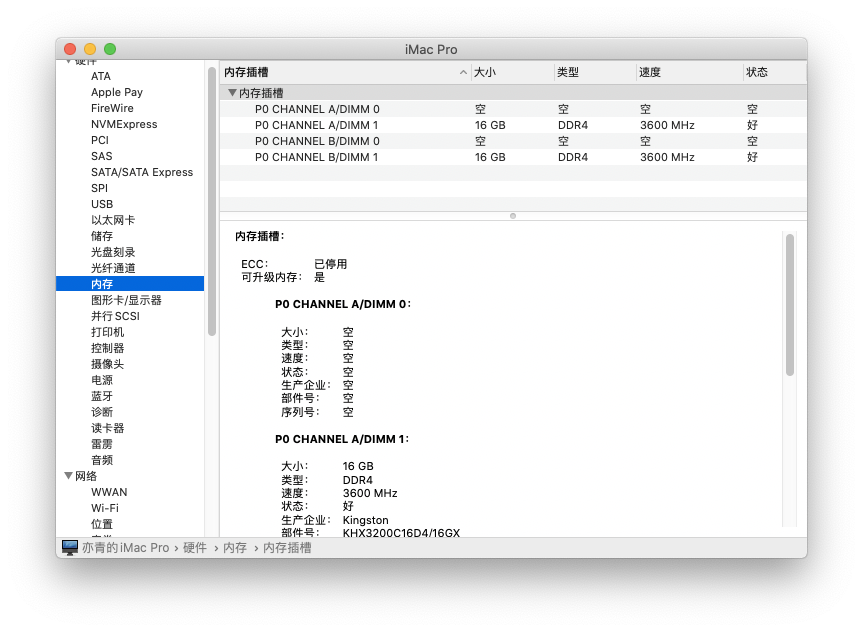 iMac Pro
硬件
ATA
Apple Pay
FireWire
NVMExpress
PCI
SAS
SATA/SATA Express
SPI
USB
以太网卡
储存
光盘刻录
光纤通道
内存
图形卡/显示器
并行 SCSI
打印机
控制器
摄像头
电源
蓝牙
诊断
读卡器
雷雳
音频
网络
WWAN
Wi-Fi
位置
内存插槽 大小 类型 速度 状态
内存插槽
P0 CHANNEL A/DIMM 0 空 空 空 空
P0 CHANNEL A/DIMM 1 16 GB DDR4 3600 MHz 好
P0 CHANNEL B/DIMM 0 空 空 空 空
P0 CHANNEL B/DIMM 1 16 GB DDR4 3600 MHz 好
内存插槽：
ECC： 已停用
可升级内存： 是
P0 CHANNEL A/DIMM 0：
大小： 空
类型： 空
速度： 空
状态： 空
生产企业： 空
部件号： 空
序列号： 空
P0 CHANNEL A/DIMM 1：
大小： 16 GB
类型： DDR4
速度： 3600 MHz
状态： 好
生产企业： Kingston
部件号： KHX3200C16D4/16GX
亦青的 iMac Pro › 硬件 › 内存 › 内存插槽